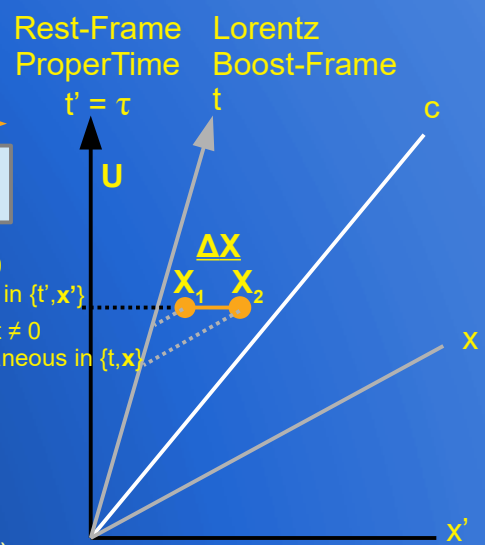 Rest-Frame Lorentz
ProperTime Boost-Frame
t' = τ t
c
U
ΔX
X₁ X₂
in {t',x'}
≠ 0
neous in {t,x}
x
x'